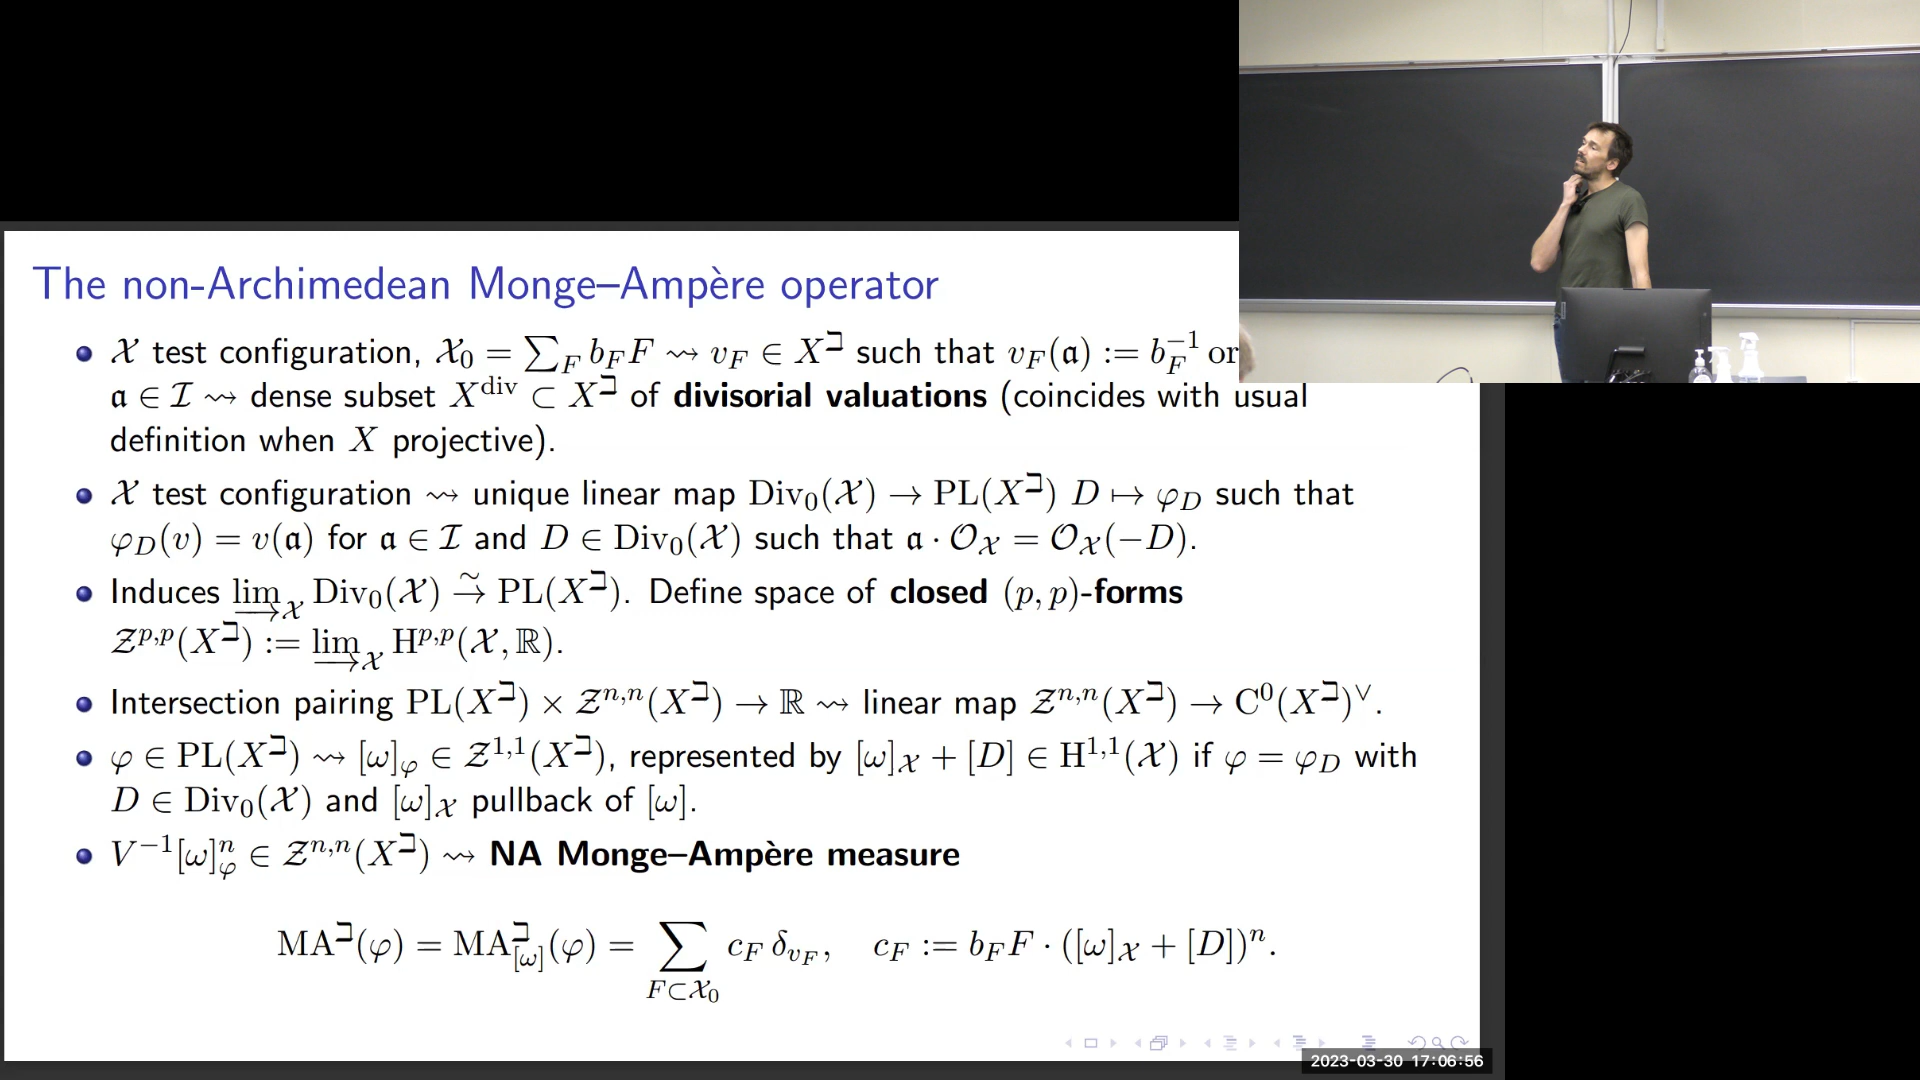 The non-Archimedean Monge–Ampère operator
𝒳 test configuration, 𝒳₀ = ∑_F b_F F ⇝ v_F ∈ X^ℶ such that v_F(𝔞) := b_F^{-1} or
𝔞 ∈ ℐ ⇝ dense subset X^div ⊂ X^ℶ of divisorial valuations (coincides with usual
definition when X projective).
𝒳 test configuration ⇝ unique linear map Div₀(𝒳) → PL(X^ℶ) D ↦ φ_D such that
φ_D(v) = v(𝔞) for 𝔞 ∈ ℐ and D ∈ Div₀(𝒳) such that 𝔞 · 𝒪_𝒳 = 𝒪_𝒳(−D).
Induces lim→_𝒳 Div₀(𝒳) →~ PL(X^ℶ). Define space of closed (p, p)-forms
𝒵^{p,p}(X^ℶ) := lim→_𝒳 H^{p,p}(𝒳, ℝ).
Intersection pairing PL(X^ℶ) × 𝒵^{n,n}(X^ℶ) → ℝ ⇝ linear map 𝒵^{n,n}(X^ℶ) → C⁰(X^ℶ)^∨.
φ ∈ PL(X^ℶ) ⇝ [ω]_φ ∈ 𝒵^{1,1}(X^ℶ), represented by [ω]_𝒳 + [D] ∈ H^{1,1}(𝒳) if φ = φ_D with
D ∈ Div₀(𝒳) and [ω]_𝒳 pullback of [ω].
V^{-1}[ω]_φ^n ∈ 𝒵^{n,n}(X^ℶ) ⇝ NA Monge–Ampère measure
MA^ℶ(φ) = MA^ℶ_{[ω]}(φ) = ∑_{F⊂𝒳₀} c_F δ_{v_F}, c_F := b_F F · ([ω]_𝒳 + [D])^n.
2023-03-30 17:06:56